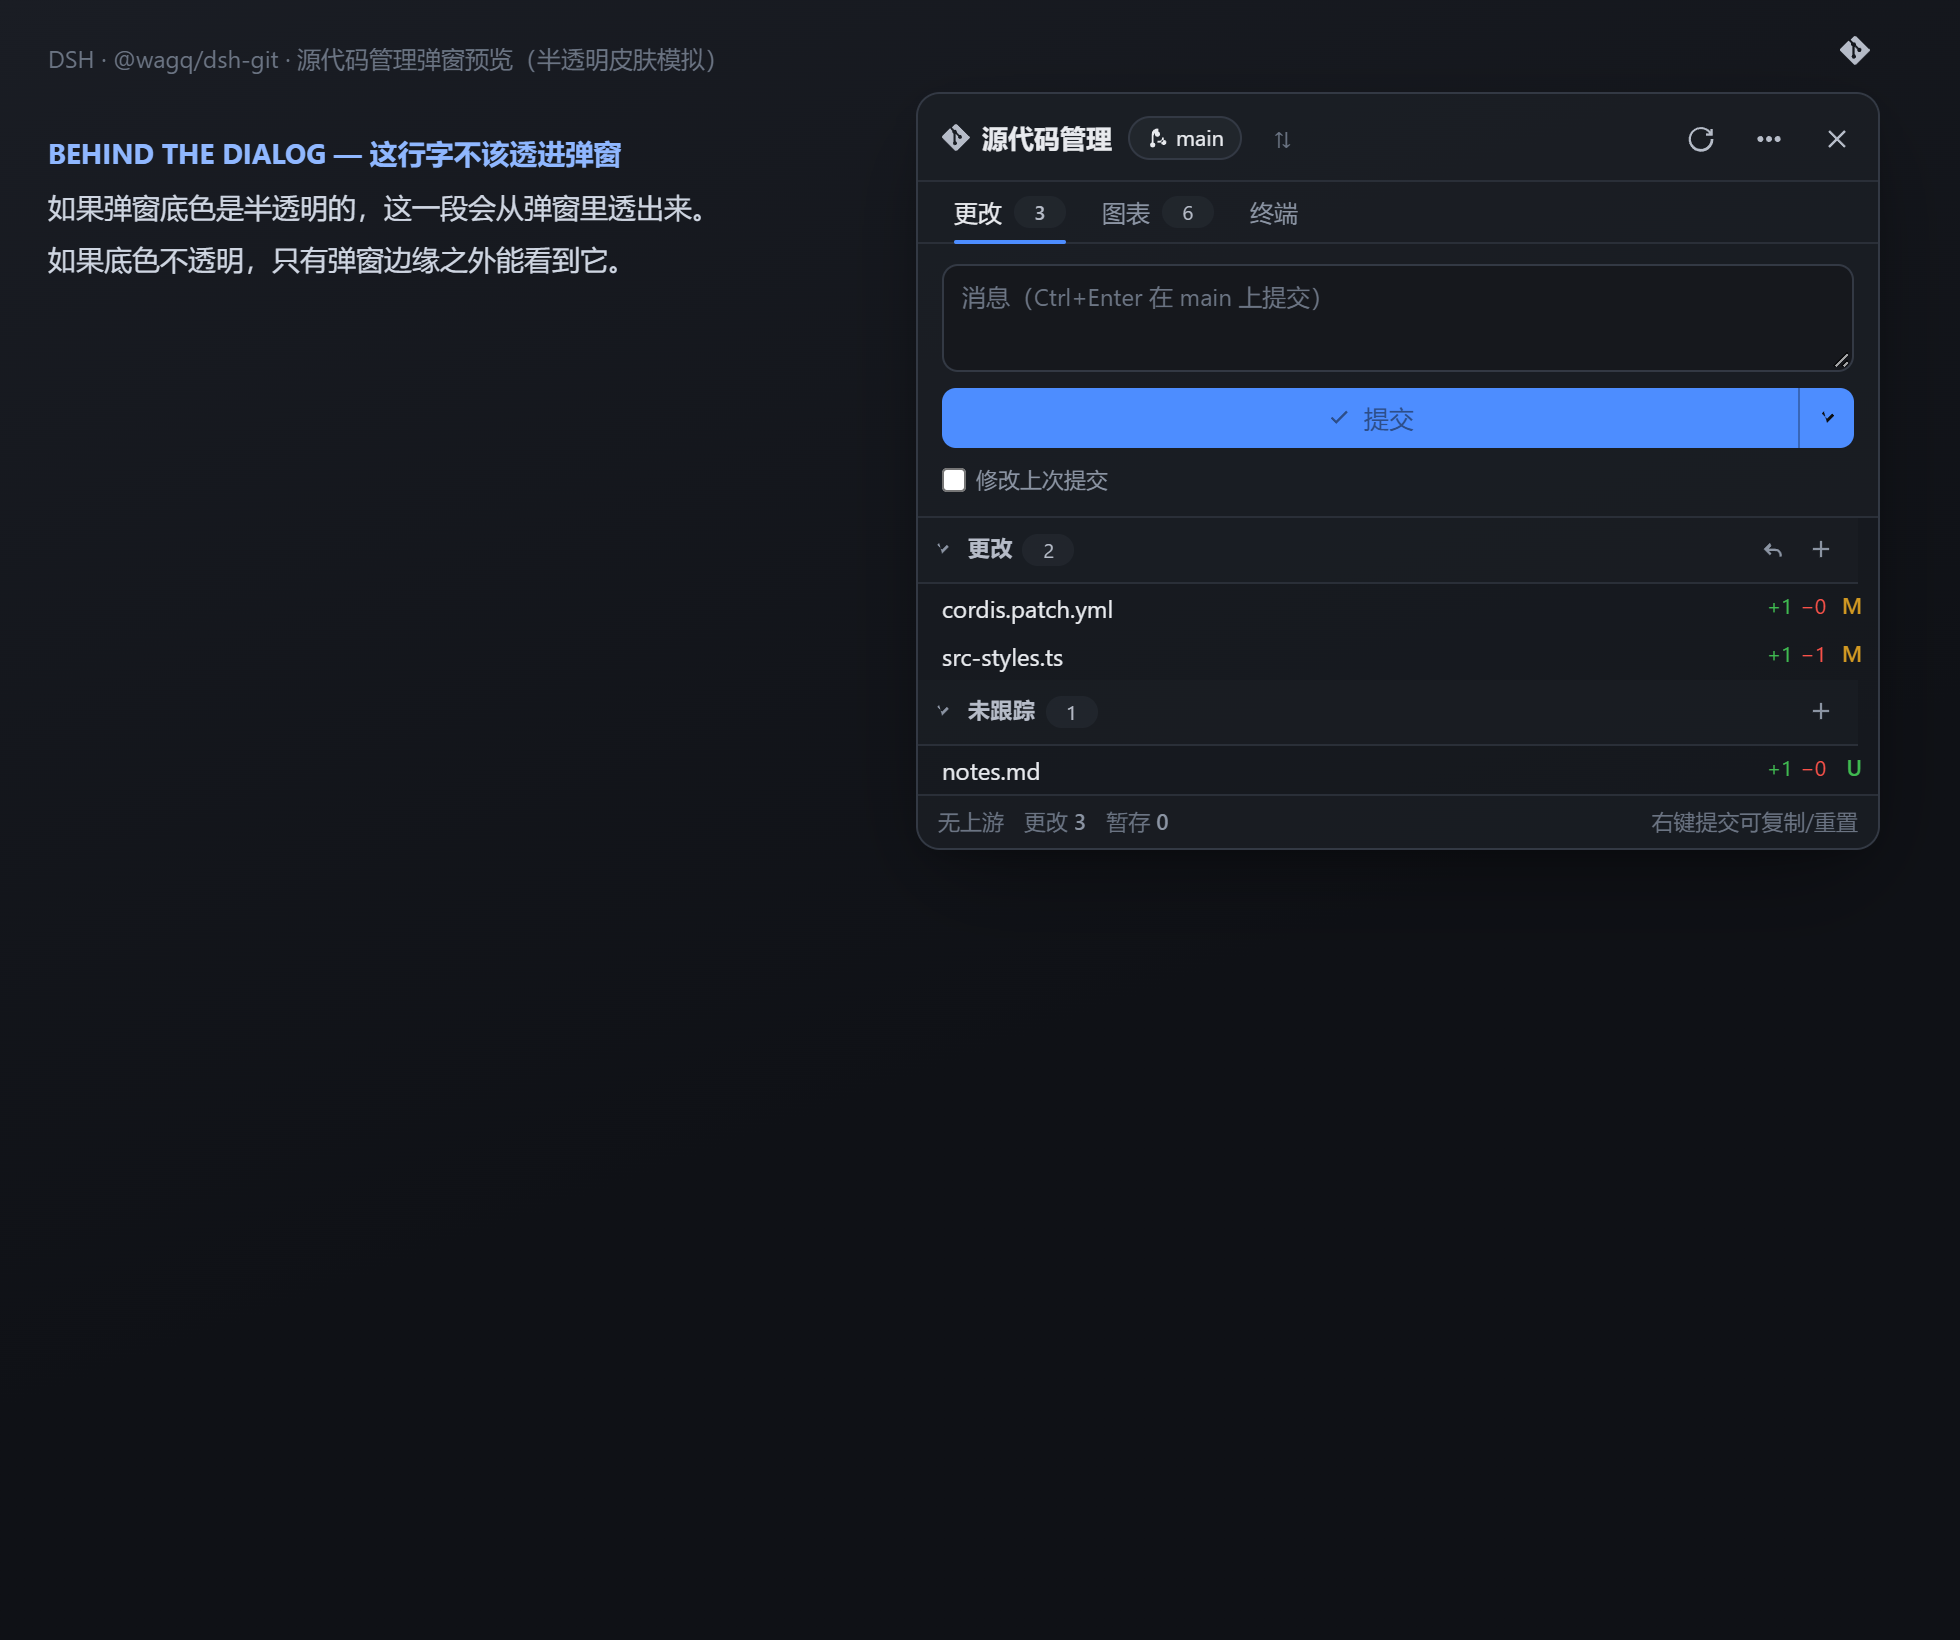 DSH · @wagq/dsh-git · 源代码管理弹窗预览（半透明皮肤模拟）
BEHIND THE DIALOG — 这行字不该透进弹窗
如果弹窗底色是半透明的，这一段会从弹窗里透出来。
如果底色不透明，只有弹窗边缘之外能看到它。
源代码管理 main
更改 3 图表 6 终端
消息（Ctrl+Enter 在 main 上提交）
提交
修改上次提交
更改 2
cordis.patch.yml +1 −0 M
src-styles.ts +1 −1 M
未跟踪 1
notes.md +1 −0 U
无上游 更改 3 暂存 0 右键提交可复制/重置